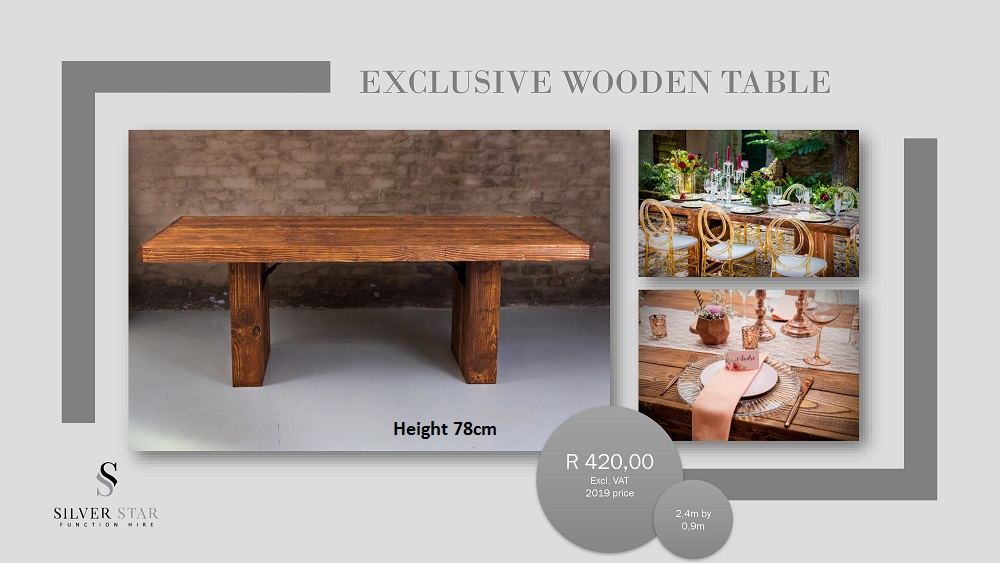 EXCLUSIVE WOODEN TABLE
Height 78cm
R 420,00
Excl. VAT
2019 price
2,4m by
0,9m
S
SILVER STAR
FUNCTION HIRE